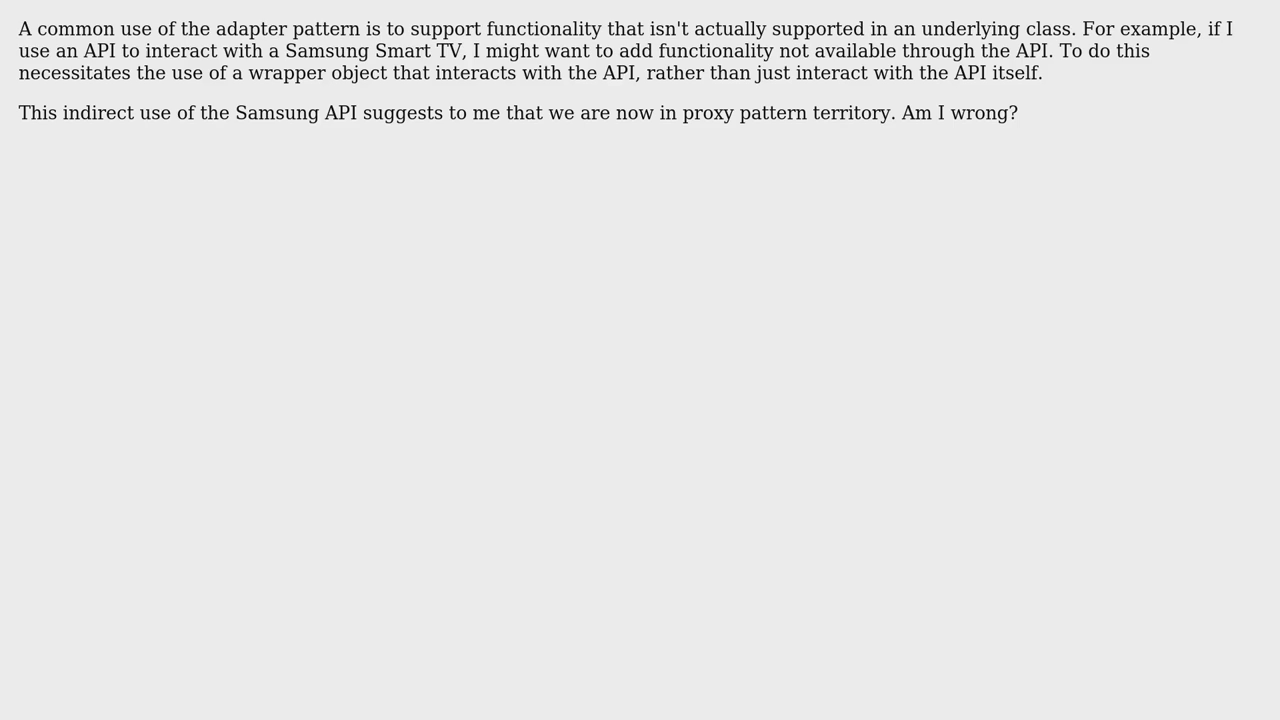 A common use of the adapter pattern is to support functionality that isn't actually supported in an underlying class. For example, if I
use an API to interact with a Samsung Smart TV, I might want to add functionality not available through the API. To do this
necessitates the use of a wrapper object that interacts with the API, rather than just interact with the API itself.
This indirect use of the Samsung API suggests to me that we are now in proxy pattern territory. Am I wrong?